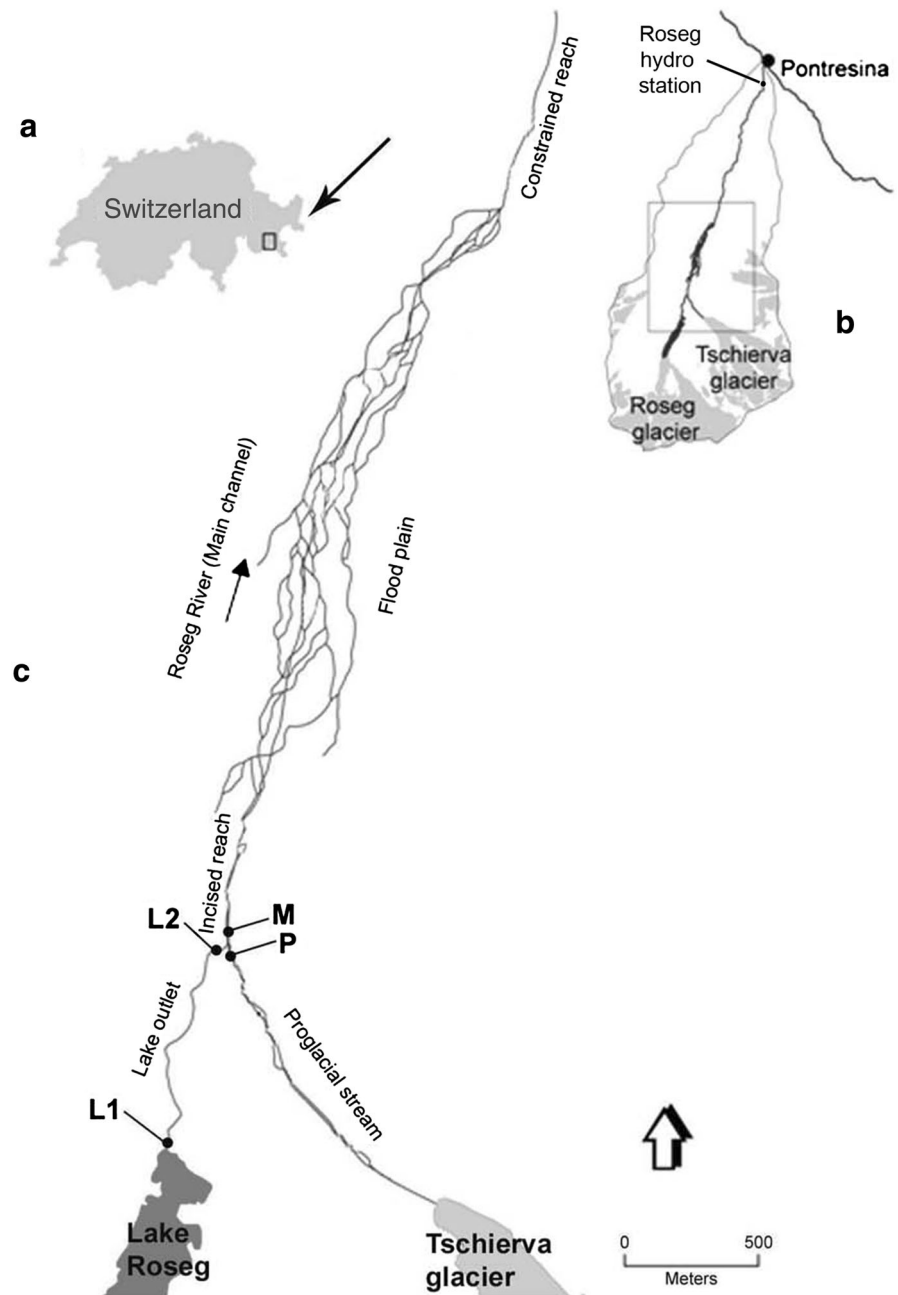 a
Switzerland
Constrained reach
Roseg
hydro
station
Pontresina
b
Tschierva
glacier
Roseg
glacier
c
Roseg River (Main channel)
Flood plain
Incised reach
L2
M
P
Lake outlet
Proglacial stream
L1
Lake
Roseg
Tschierva
glacier
0 500
Meters